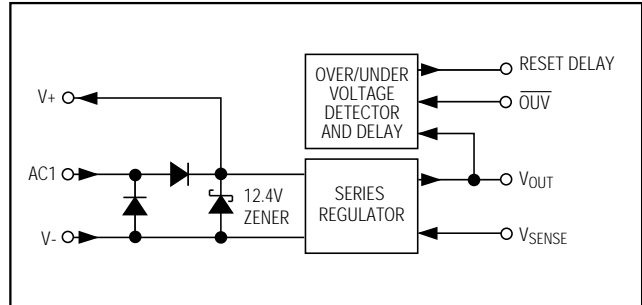 RESET DELAY
OVER/UNDER
VOLTAGE
DETECTOR
AND DELAY
OUV
V+
AC1
12.4V
ZENER
SERIES
REGULATOR
VOUT
V-
VSENSE